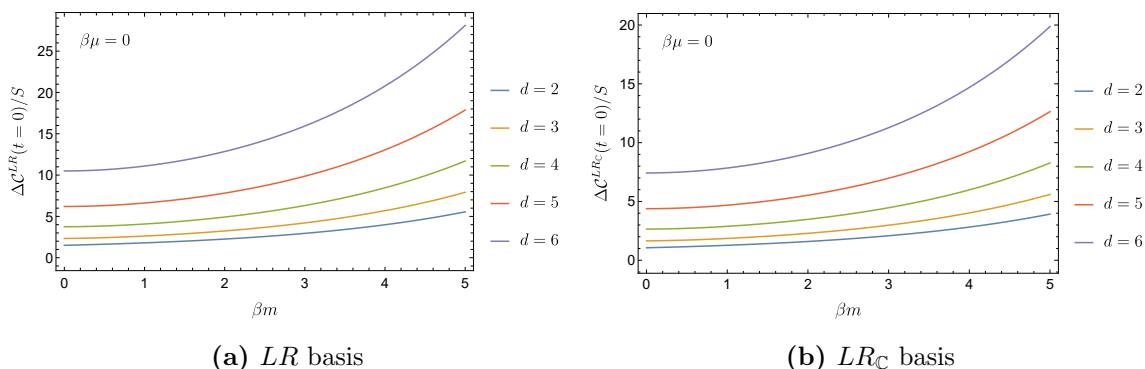 βμ = 0
ΔC^{LR}(t = 0)/S
25
20
15
10
5
0
0 1 2 3 4 5
βm
d = 2
d = 3
d = 4
d = 5
d = 6
(a) LR basis
βμ = 0
ΔC^{LR_ℂ}(t = 0)/S
20
15
10
5
0
0 1 2 3 4 5
βm
d = 2
d = 3
d = 4
d = 5
d = 6
(b) LR_ℂ basis